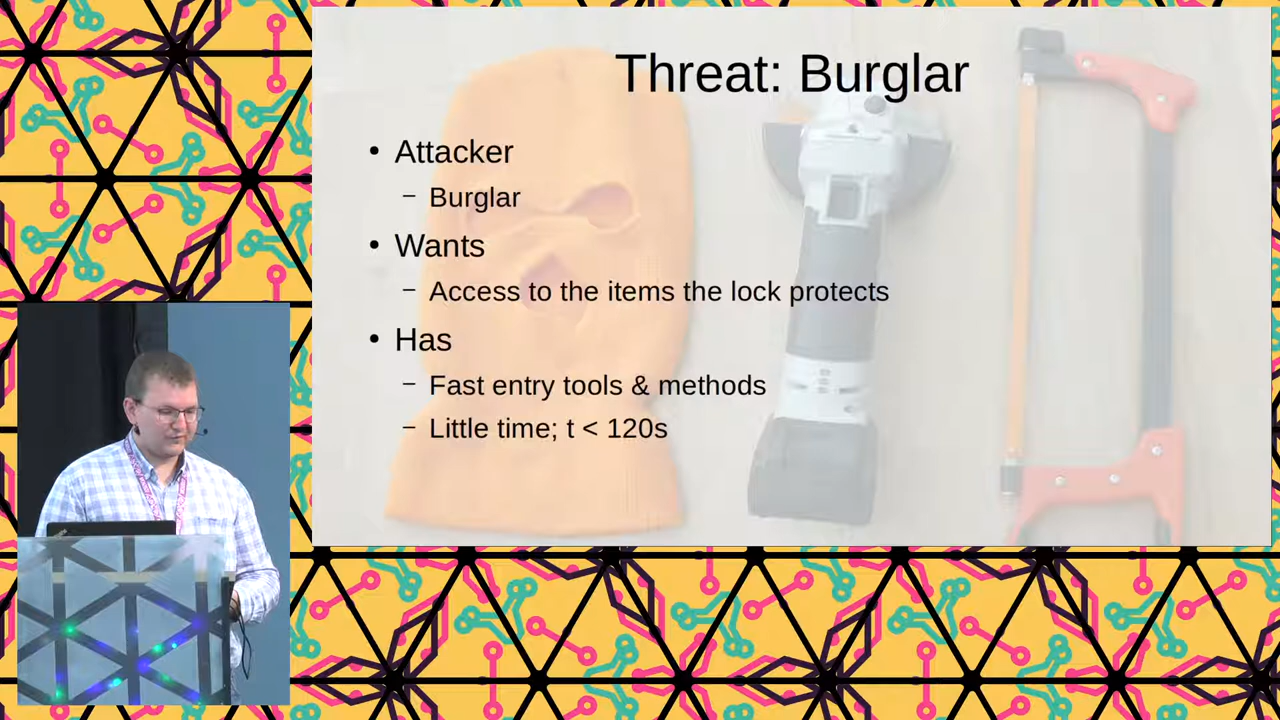 Threat: Burglar
• Attacker
– Burglar
• Wants
– Access to the items the lock protects
• Has
– Fast entry tools & methods
– Little time; t < 120s